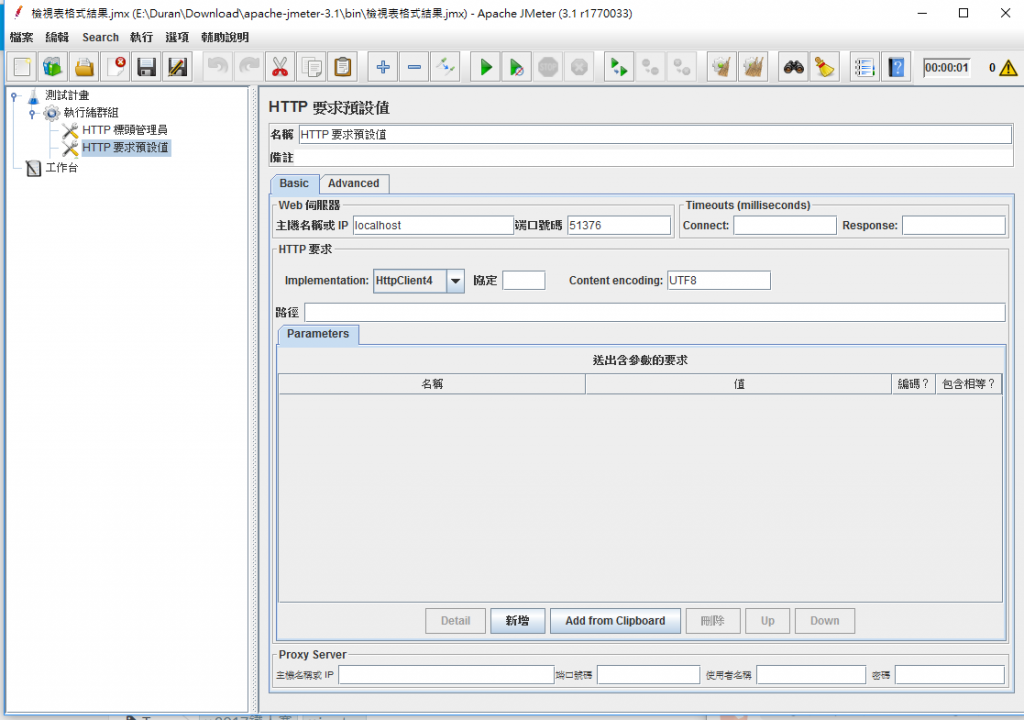 檢視表格式結果.jmx (E:\Duran\Download\apache-jmeter-3.1\bin\檢視表格式結果.jmx) - Apache JMeter (3.1 r1770033)
檔案 編輯 Search 執行 選項 輔助說明
00:00:01 0
測試計畫
執行緒群組
HTTP 標頭管理員
HTTP 要求預設值
工作台
HTTP 要求預設值
名稱 HTTP 要求預設值
備註
Basic Advanced
Web 伺服器 Timeouts (milliseconds)
主機名稱或 IP localhost 端口號碼 51376 Connect: Response:
HTTP 要求
Implementation: HttpClient4 協定 Content encoding: UTF8
路徑
Parameters
送出含參數的要求
名稱 值 編碼? 包含相等?
Detail 新增 Add from Clipboard 刪除 Up Down
Proxy Server
主機名稱或 IP 端口號碼 使用者名稱 密碼